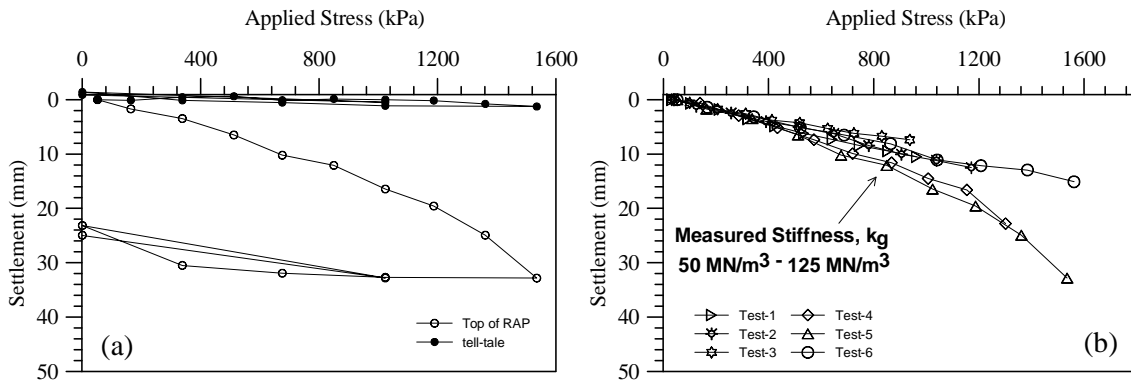 Applied Stress (kPa)
0 400 800 1200 1600
Settlement (mm)
0
10
20
30
40
50
Top of RAP
tell-tale
(a)
Applied Stress (kPa)
0 400 800 1200 1600
Settlement (mm)
0
10
20
30
40
50
Measured Stiffness, kg
50 MN/m³ - 125 MN/m³
Test-1 Test-4
Test-2 Test-5
Test-3 Test-6
(b)